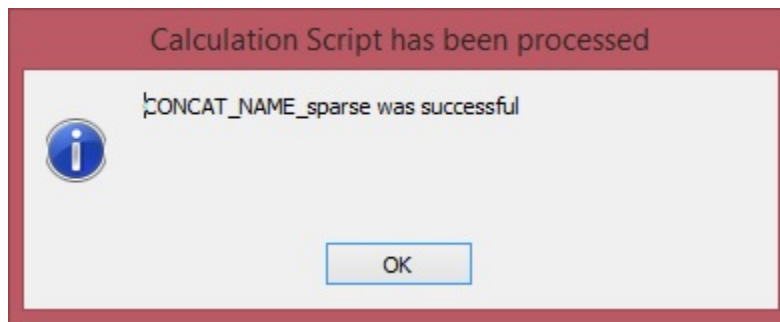 Calculation Script has been processed
CONCAT_NAME_sparse was successful
OK